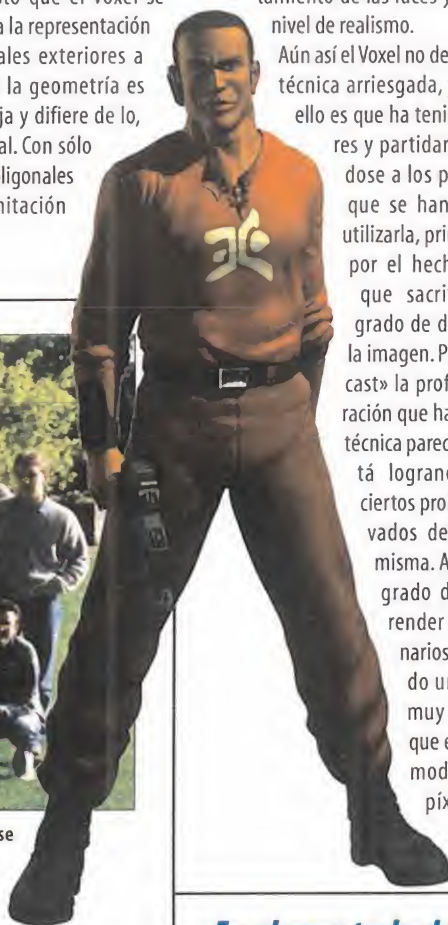 to que el voxel se
a la representación
ales exteriores a
la geometría es
ja y difiere de lo,
al. Con sólo
ligonales
nitación
se
tamiento de las
nivel de realismo.
Aún así el Voxel no de
técnica arriesgada,
ello es que ha teni
res y partidar
dose a los p
que se han
utilizarla, pri
por el hech
que sacri
grado de d
la imagen. P
cast» la prof
ración que ha
técnica pared
tá logran
ciertos pro
vados de
misma. A
grado d
render
narios
do u
muy
que e
mod
píx